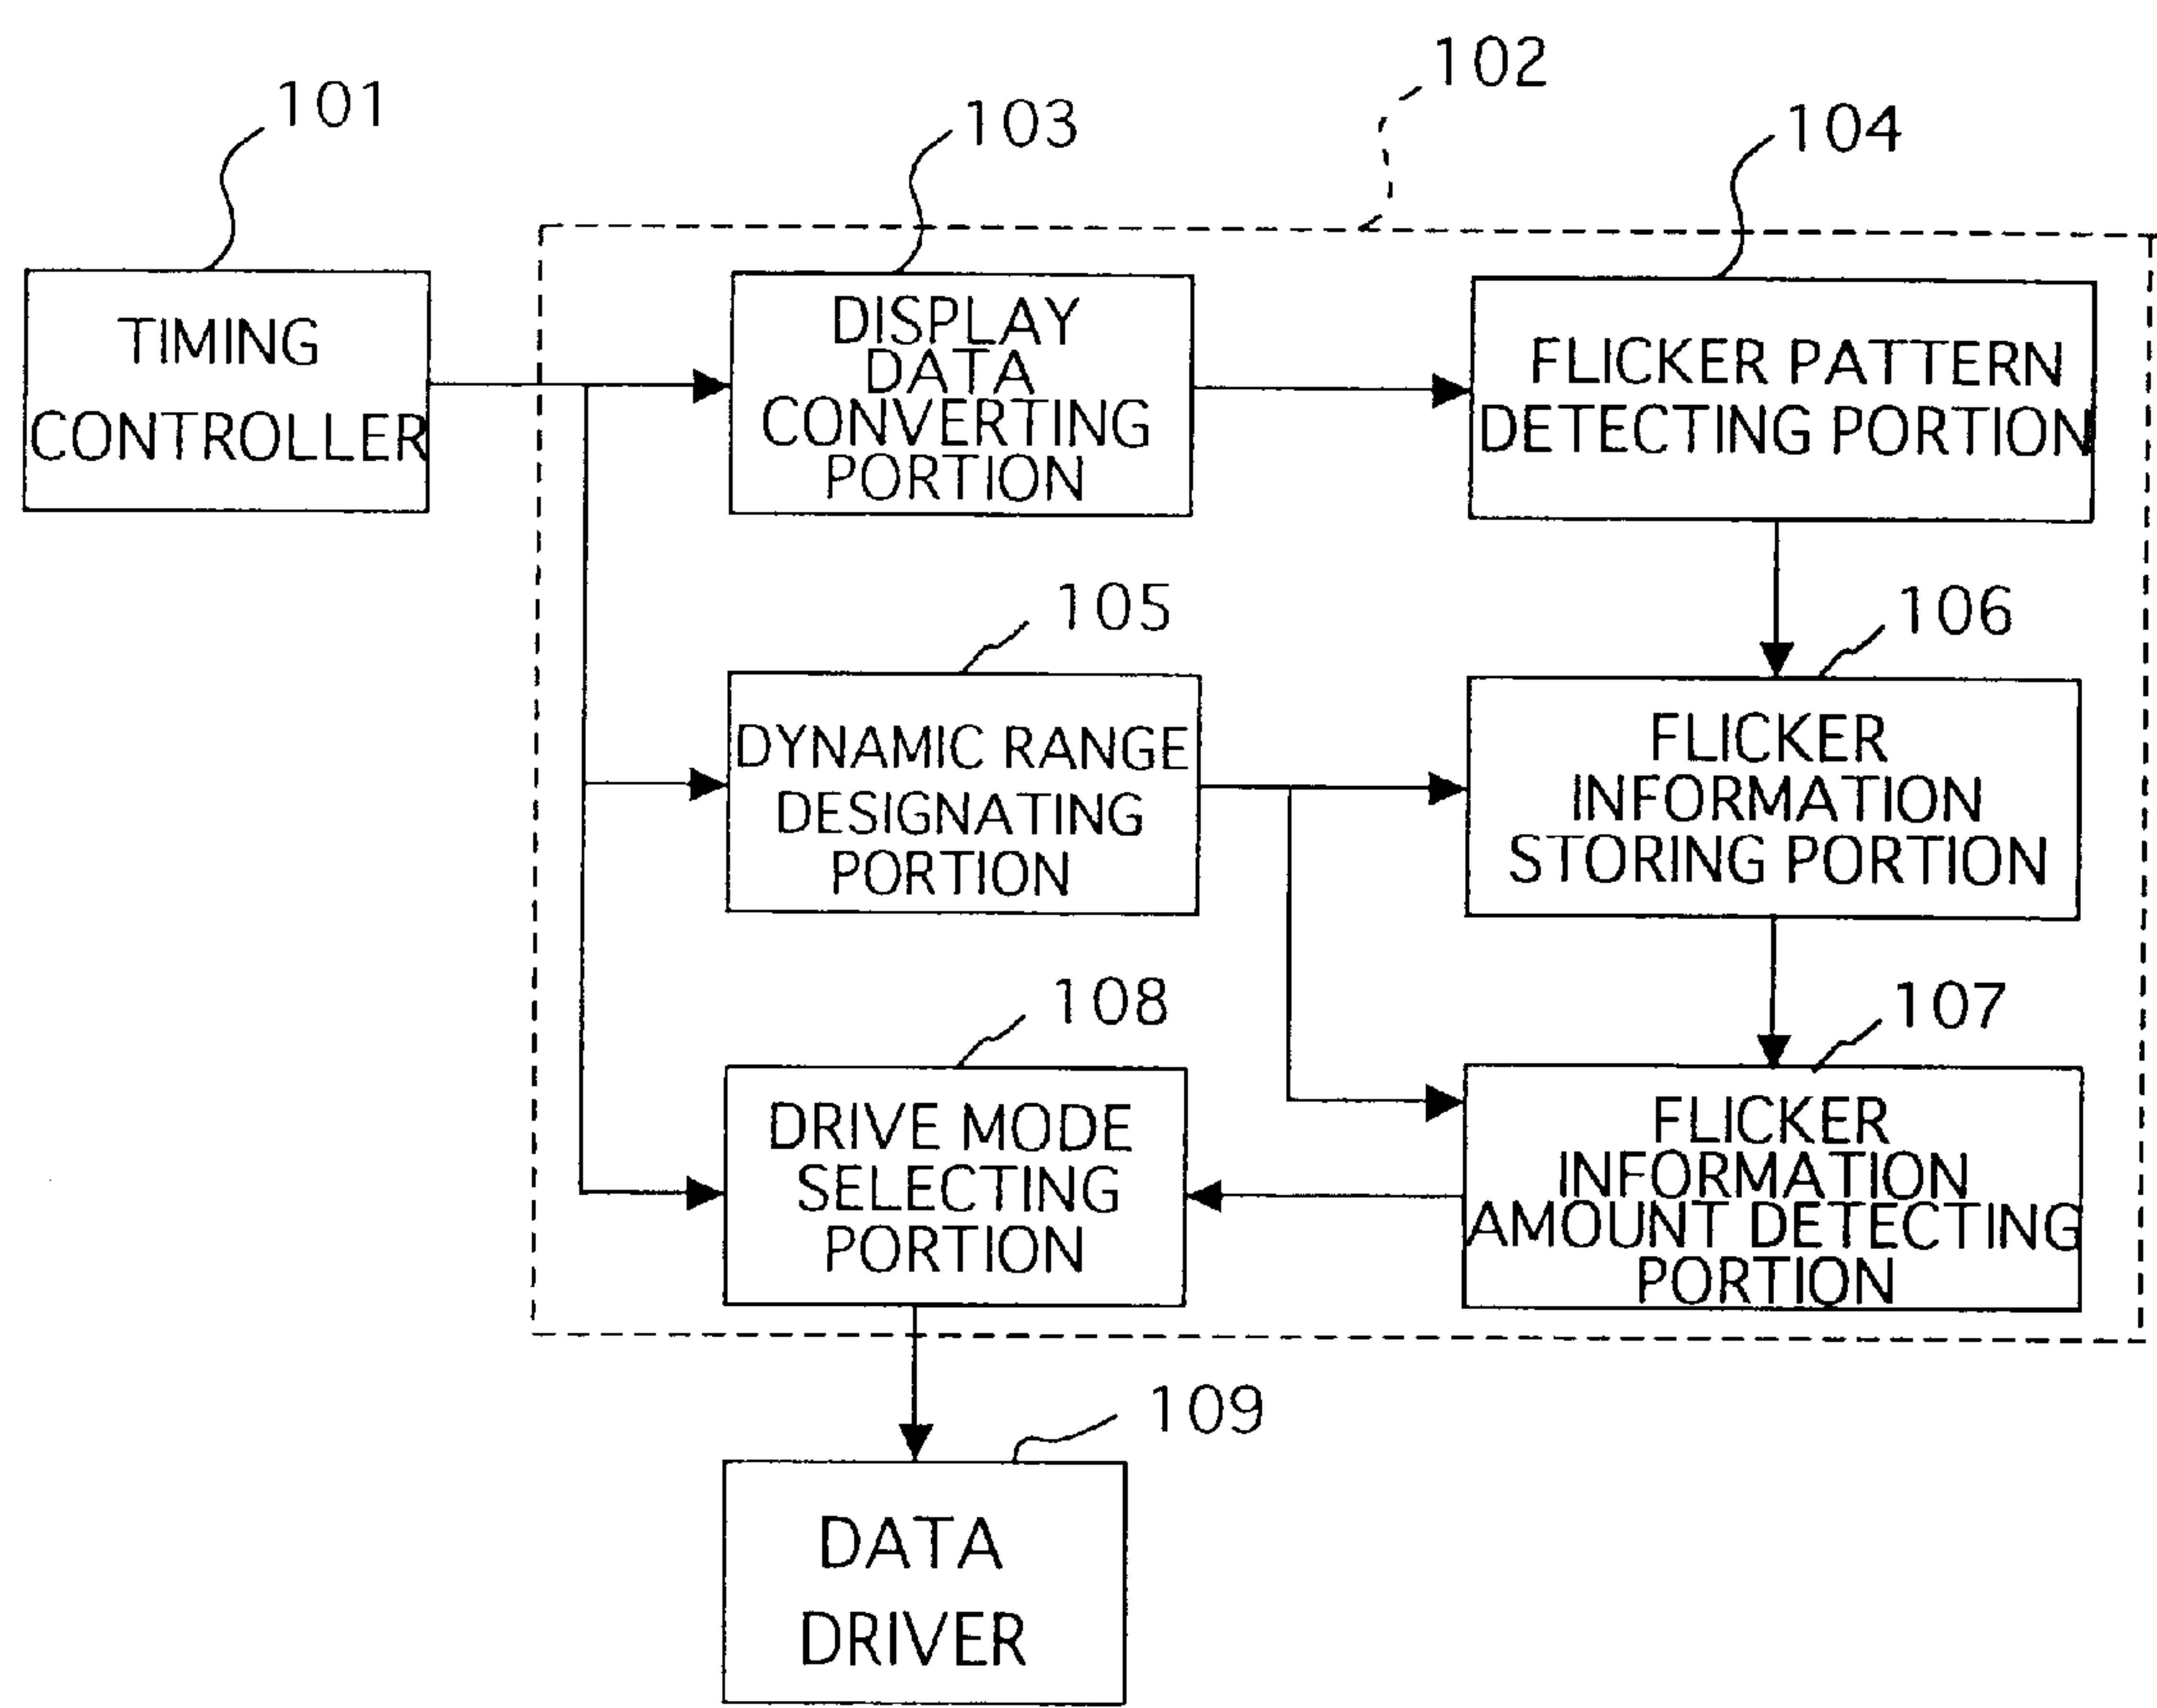 102
101
103
104
TIMING
CONTROLLER
DISPLAY
DATA
CONVERTING
PORTION
FLICKER PATTERN
DETECTING PORTION
105
106
DYNAMIC RANGE
DESIGNATING
PORTION
FLICKER
INFORMATION
STORING PORTION
108
107
DRIVE MODE
SELECTING
PORTION
FLICKER
INFORMATION
AMOUNT DETECTING
PORTION
109
DATA
DRIVER